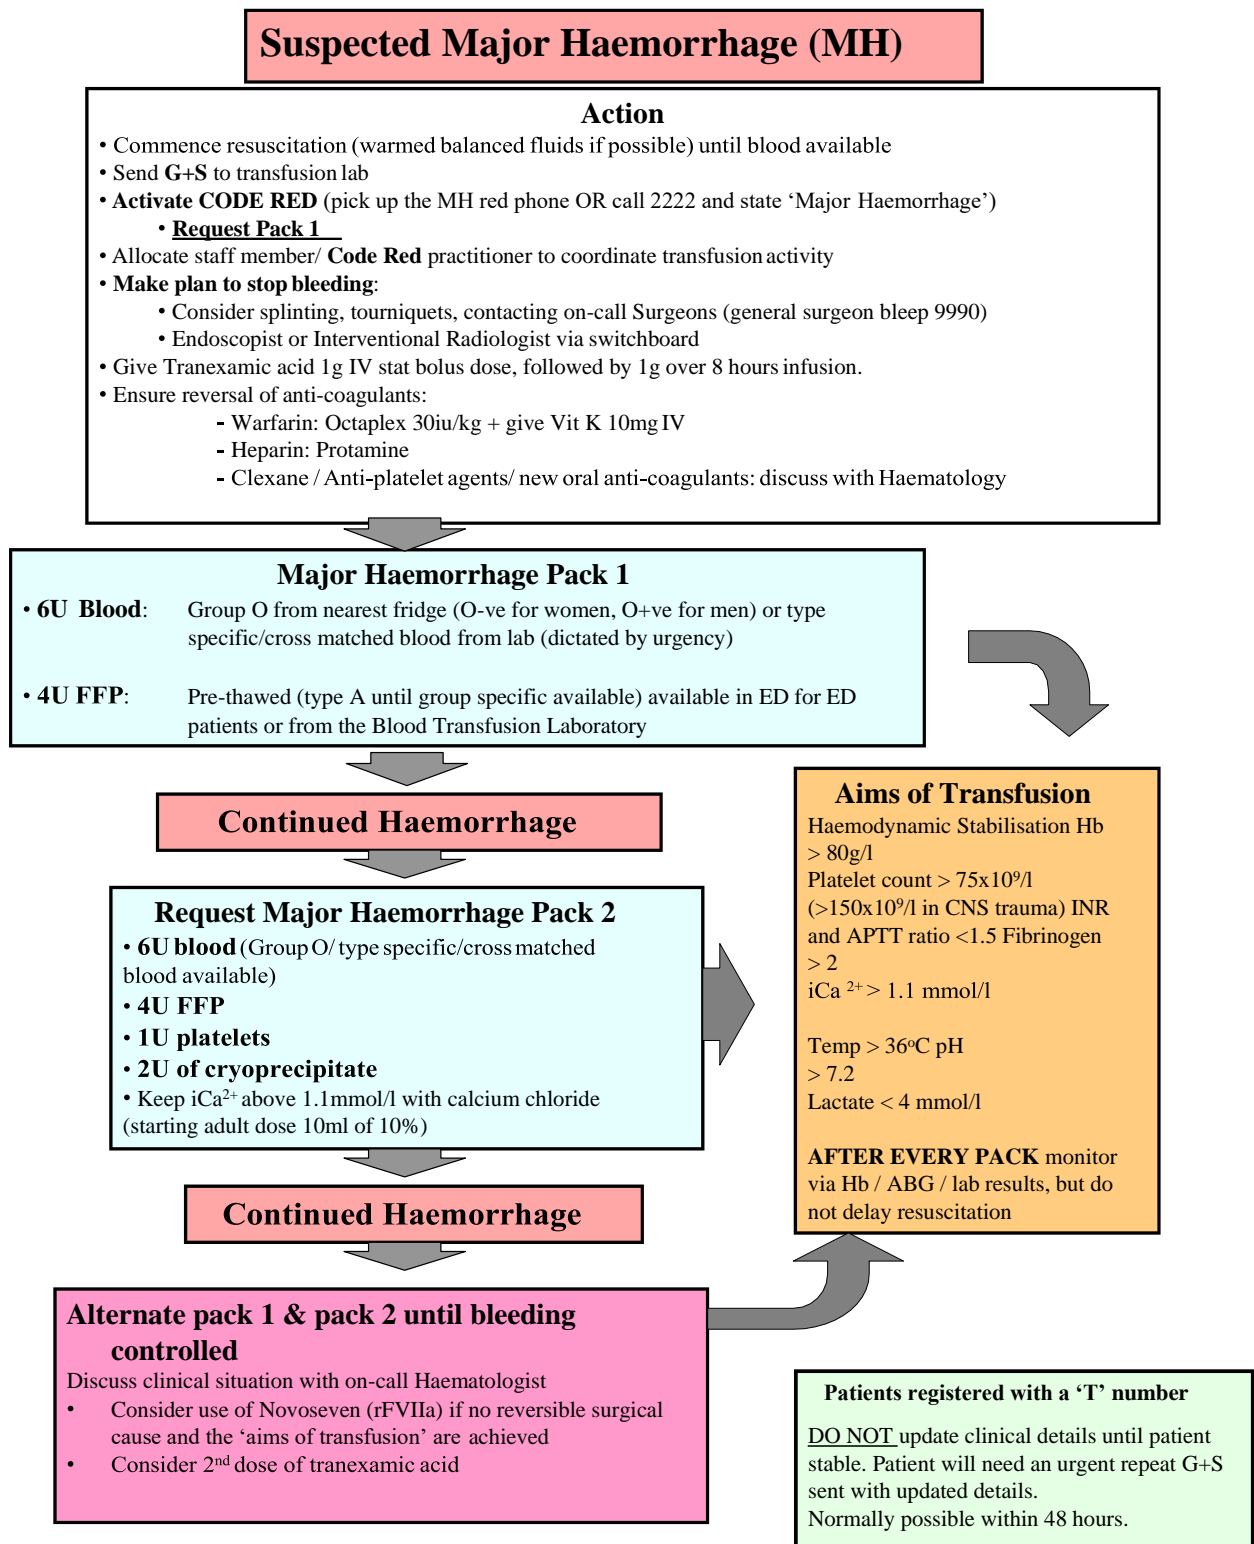 Suspected Major Haemorrhage (MH)
Action
• Commence resuscitation (warmed balanced fluids if possible) until blood available
• Send G+S to transfusion lab
• Activate CODE RED (pick up the MH red phone OR call 2222 and state ‘Major Haemorrhage’)
• Request Pack 1
• Allocate staff member/ Code Red practitioner to coordinate transfusion activity
• Make plan to stop bleeding:
• Consider splinting, tourniquets, contacting on-call Surgeons (general surgeon bleep 9990)
• Endoscopist or Interventional Radiologist via switchboard
• Give Tranexamic acid 1g IV stat bolus dose, followed by 1g over 8 hours infusion.
• Ensure reversal of anti-coagulants:
- Warfarin: Octaplex 30iu/kg + give Vit K 10mg IV
- Heparin: Protamine
- Clexane / Anti-platelet agents/ new oral anti-coagulants: discuss with Haematology
Major Haemorrhage Pack 1
• 6U Blood: Group O from nearest fridge (O-ve for women, O+ve for men) or type
specific/cross matched blood from lab (dictated by urgency)
• 4U FFP: Pre-thawed (type A until group specific available) available in ED for ED
patients or from the Blood Transfusion Laboratory
Continued Haemorrhage
Request Major Haemorrhage Pack 2
• 6U blood (Group O/ type specific/cross matched
blood available)
• 4U FFP
• 1U platelets
• 2U of cryoprecipitate
• Keep iCa²⁺ above 1.1mmol/l with calcium chloride
(starting adult dose 10ml of 10%)
Continued Haemorrhage
Alternate pack 1 & pack 2 until bleeding
controlled
Discuss clinical situation with on-call Haematologist
• Consider use of Novoseven (rFVIIa) if no reversible surgical
cause and the ‘aims of transfusion’ are achieved
• Consider 2nd dose of tranexamic acid
Aims of Transfusion
Haemodynamic Stabilisation Hb
> 80g/l
Platelet count > 75x10⁹/l
(>150x10⁹/l in CNS trauma) INR
and APTT ratio <1.5 Fibrinogen
> 2
iCa ²⁺ > 1.1 mmol/l
Temp > 36ºC pH
> 7.2
Lactate < 4 mmol/l
AFTER EVERY PACK monitor
via Hb / ABG / lab results, but do
not delay resuscitation
Patients registered with a ‘T’ number
DO NOT update clinical details until patient
stable. Patient will need an urgent repeat G+S
sent with updated details.
Normally possible within 48 hours.